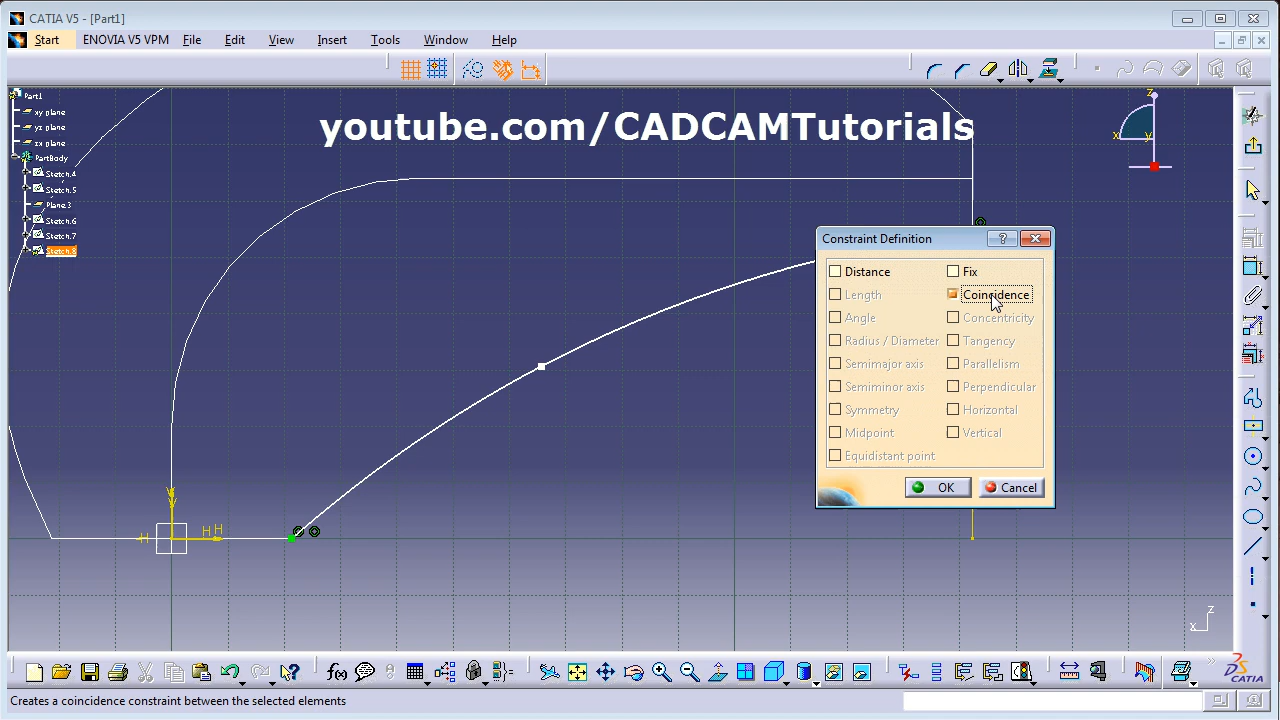 CATIA V5 - [Part1]
Start ENOVIA V5 VPM File Edit View Insert Tools Window Help
youtube.com/CADCAMTutorials
Part1
xy plane
yz plane
zx plane
PartBody
Sketch.4
Sketch.5
Plane.3
Sketch.6
Sketch.7
Sketch.8
z
x y
Constraint Definition ?
Distance Fix
Length Coincidence
Angle Concentricity
Radius / Diameter Tangency
Semimajor axis Parallelism
Semiminor axis Perpendicular
Symmetry Horizontal
Midpoint Vertical
Equidistant point
OK Cancel
V
H H H
z
x
f(x)
CATIA
Creates a coincidence constraint between the selected elements